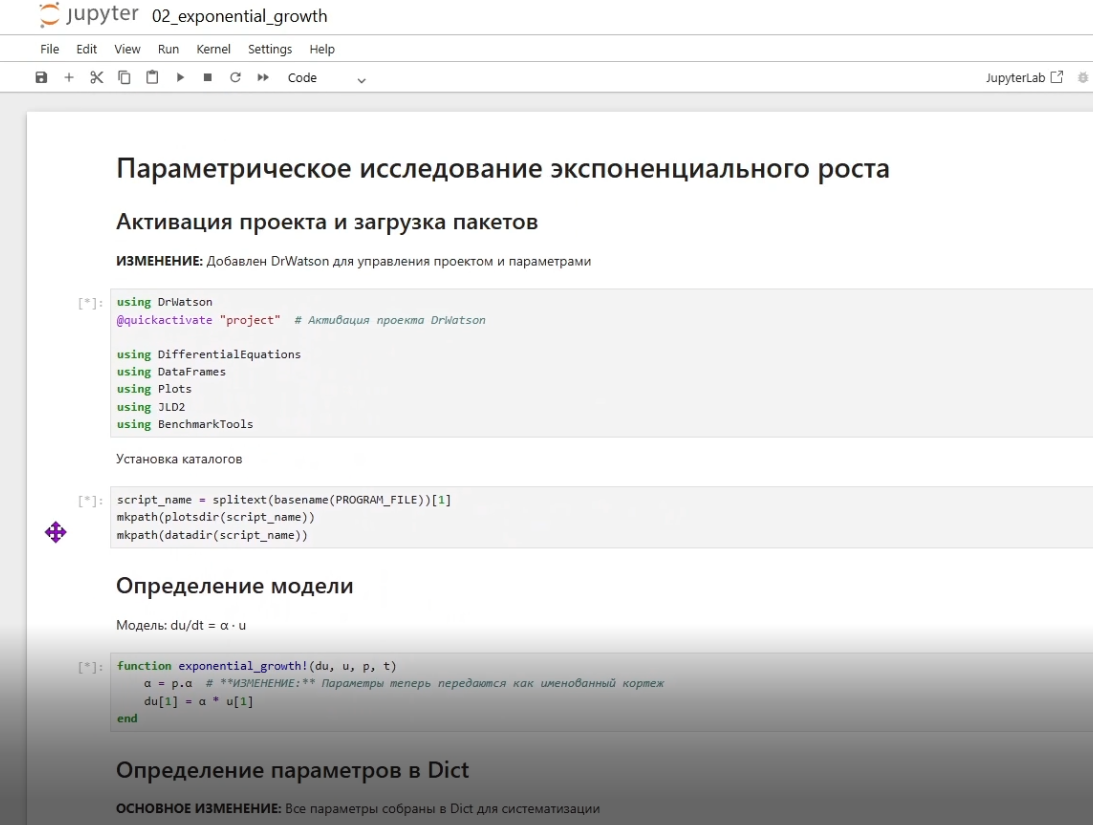 jupyter 02_exponential_growth
File Edit View Run Kernel Settings Help
Code JupyterLab
Параметрическое исследование экспоненциального роста
Активация проекта и загрузка пакетов
ИЗМЕНЕНИЕ: Добавлен DrWatson для управления проектом и параметрами
[*]: using DrWatson
@quickactivate "project" # Активация проекта DrWatson
using DifferentialEquations
using DataFrames
using Plots
using JLD2
using BenchmarkTools
Установка каталогов
[*]: script_name = splitext(basename(PROGRAM_FILE))[1]
mkpath(plotsdir(script_name))
mkpath(datadir(script_name))
Определение модели
Модель: du/dt = α · u
[*]: function exponential_growth!(du, u, p, t)
α = p.α # **ИЗМЕНЕНИЕ:** Параметры теперь передаются как именованный кортеж
du[1] = α * u[1]
end
Определение параметров в Dict
ОСНОВНОЕ ИЗМЕНЕНИЕ: Все параметры собраны в Dict для систематизации